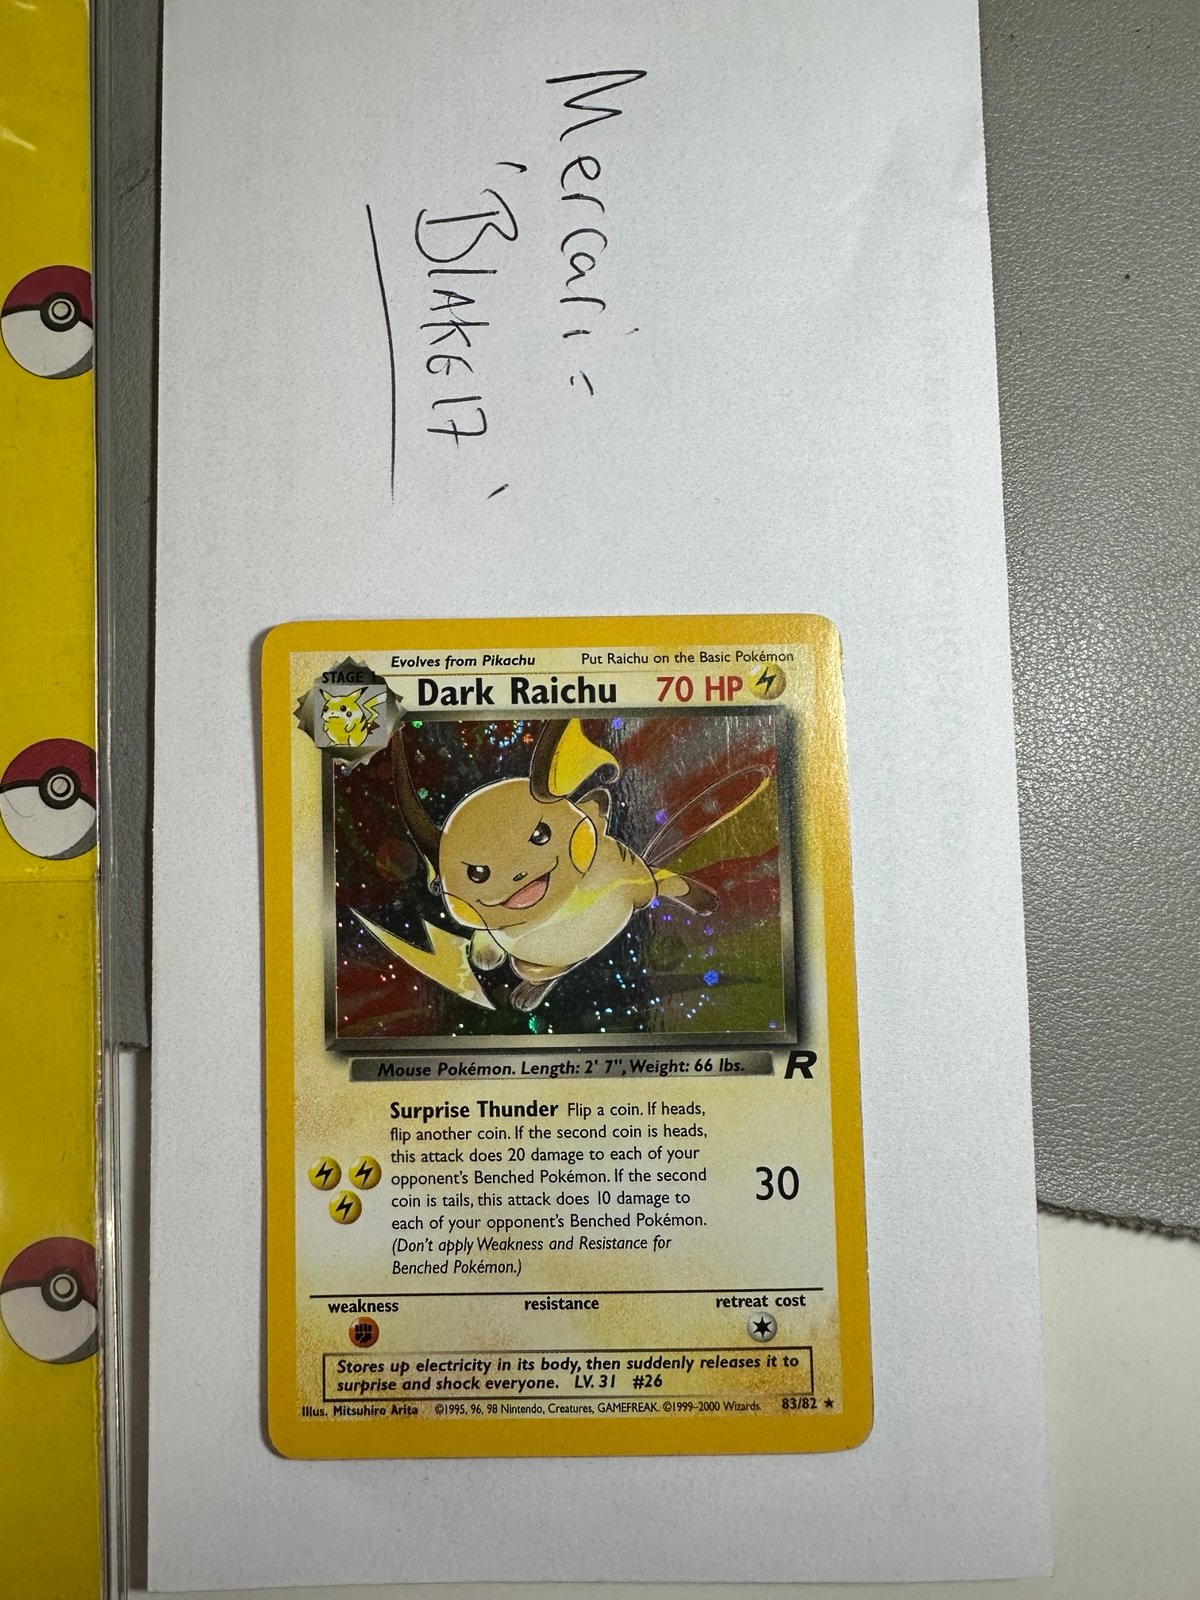 Mercari:
'BLAKE17'
Evolves from Pikachu Put Raichu on the Basic Pokémon
STAGE 1
Dark Raichu 70 HP
Mouse Pokémon. Length: 2' 7", Weight: 66 lbs.
R
Surprise Thunder Flip a coin. If heads,
flip another coin. If the second coin is heads,
this attack does 20 damage to each of your
opponent's Benched Pokémon. If the second
coin is tails, this attack does 10 damage to
each of your opponent's Benched Pokémon.
(Don't apply Weakness and Resistance for
Benched Pokémon.)
30
weakness resistance retreat cost
Stores up electricity in its body, then suddenly releases it to
surprise and shock everyone. LV. 31 #26
Illus. Mitsuhiro Arita ©1995, 96, 98 Nintendo, Creatures, GAMEFREAK. ©1999–2000 Wizards. 83/82 ★